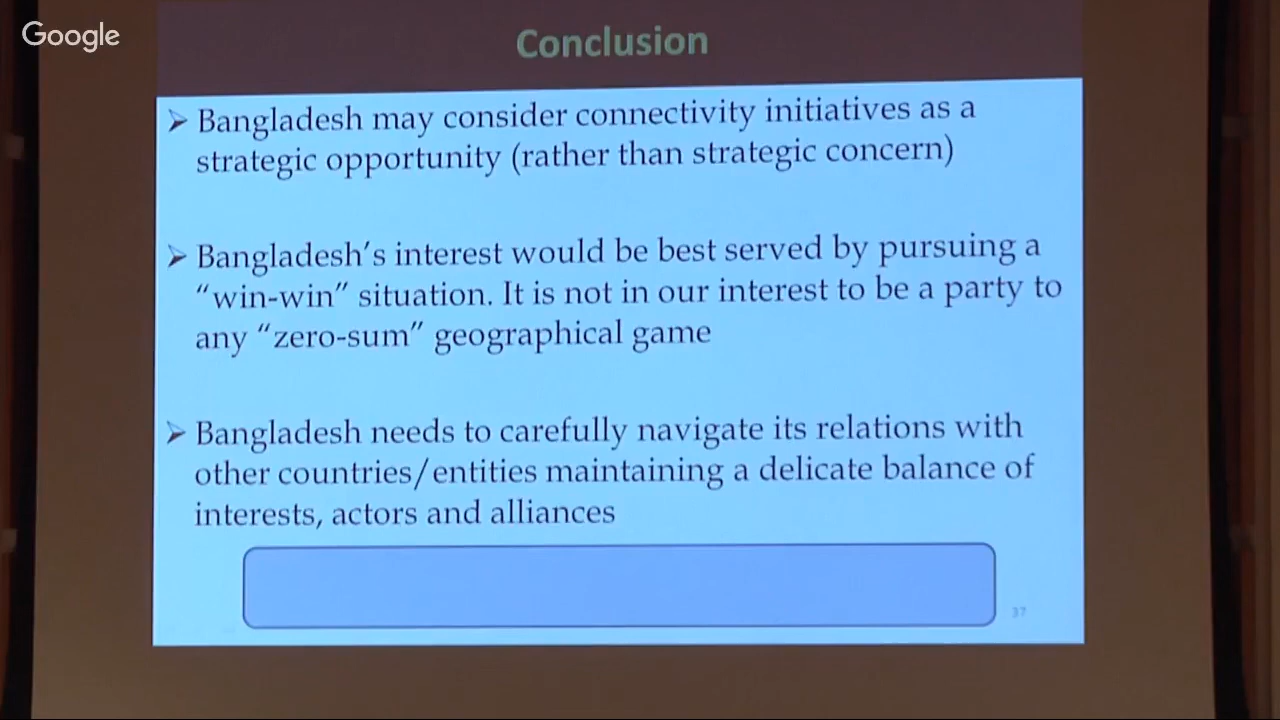 Google
Conclusion
➢ Bangladesh may consider connectivity initiatives as a
strategic opportunity (rather than strategic concern)
➢ Bangladesh’s interest would be best served by pursuing a
“win-win” situation. It is not in our interest to be a party to
any “zero-sum” geographical game
➢ Bangladesh needs to carefully navigate its relations with
other countries/entities maintaining a delicate balance of
interests, actors and alliances
37